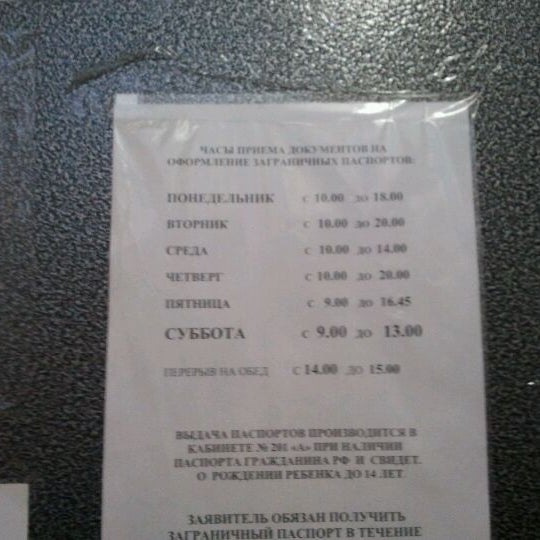 ЧАСЫ ПРИЕМА ДОКУМЕНТОВ НА
ОФОРМЛЕНИЕ ЗАГРАНИЧНЫХ ПАСПОРТОВ:
ПОНЕДЕЛЬНИК с 10.00 до 18.00
ВТОРНИК с 10.00 до 20.00
СРЕДА с 10.00 до 14.00
ЧЕТВЕРГ с 10.00 до 20.00
ПЯТНИЦА с 9.00 до 16.45
СУББОТА с 9.00 до 13.00
ПЕРЕРЫВ НА ОБЕД с 14.00 до 15.00
ВЫДАЧА ПАСПОРТОВ ПРОИЗВОДИТСЯ В
КАБИНЕТЕ № 201 «А» ПРИ НАЛИЧИИ
ПАСПОРТА ГРАЖДАНИНА РФ И СВИДЕТ.
О РОЖДЕНИИ РЕБЕНКА ДО 14 ЛЕТ
ЗАЯВИТЕЛЬ ОБЯЗАН ПОЛУЧИТЬ
ЗАГРАНИЧНЫЙ ПАСПОРТ В ТЕЧЕНИЕ